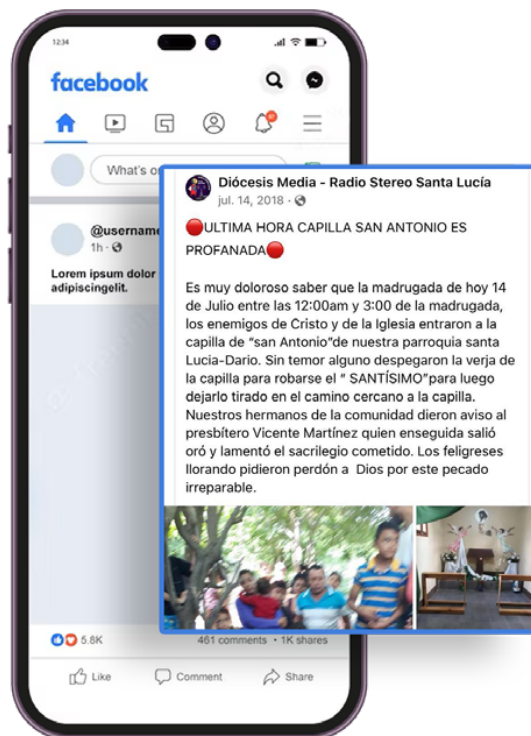 12:34
facebook
What's on
@username
1h
Lorem ipsum dolor
adipiscingelit.
Diócesis Media - Radio Stereo Santa Lucía
jul. 14, 2018
🔴ULTIMA HORA CAPILLA SAN ANTONIO ES
PROFANADA🔴
Es muy doloroso saber que la madrugada de hoy 14
de Julio entre las 12:00am y 3:00 de la madrugada,
los enemigos de Cristo y de la Iglesia entraron a la
capilla de “san Antonio”de nuestra parroquia santa
Lucia-Dario. Sin temor alguno despegaron la verja de
la capilla para robarse el “ SANTÍSIMO”para luego
dejarlo tirado en el camino cercano a la capilla.
Nuestros hermanos de la comunidad dieron aviso al
presbítero Vicente Martínez quien enseguida salió
oró y lamentó el sacrilegio cometido. Los feligreses
llorando pidieron perdón a  Dios por este pecado
irreparable.
5.8K
461 comments • 1K shares
Like
Comment
Share